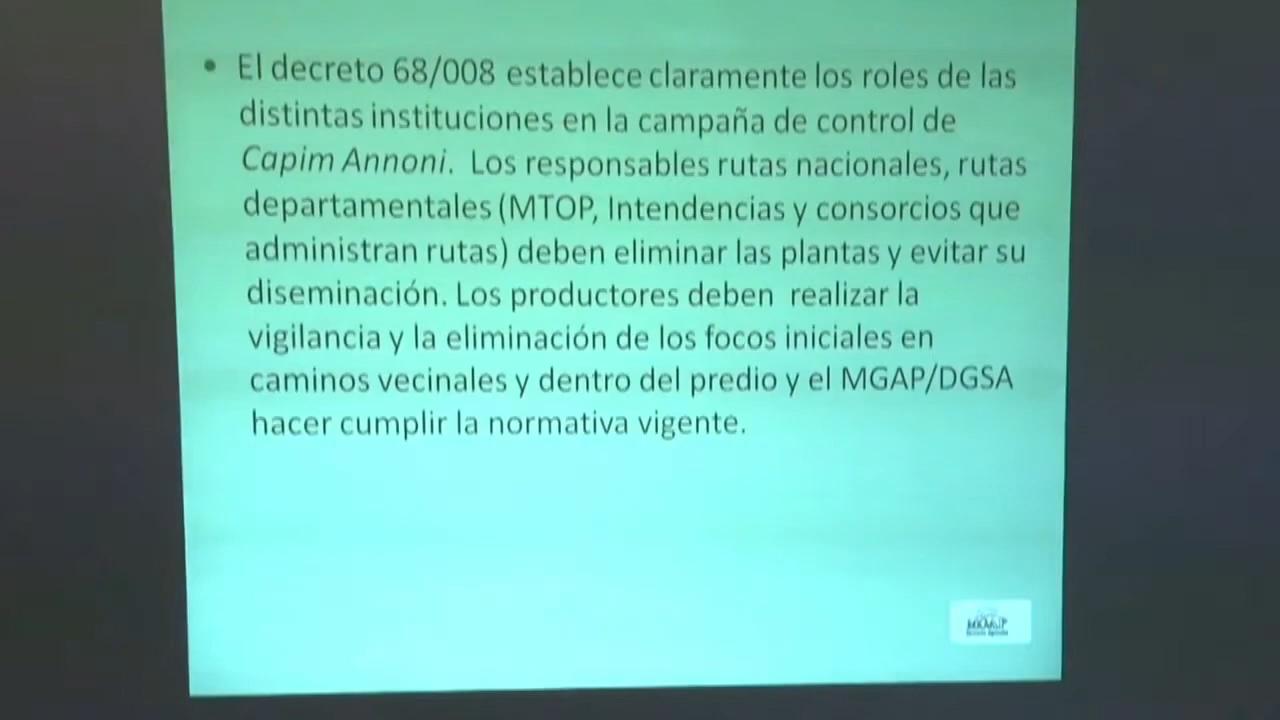 • El decreto 68/008 establece claramente los roles de las
distintas instituciones en la campaña de control de
Capim Annoni. Los responsables rutas nacionales, rutas
departamentales (MTOP, Intendencias y consorcios que
administran rutas) deben eliminar las plantas y evitar su
diseminación. Los productores deben realizar la
vigilancia y la eliminación de los focos iniciales en
caminos vecinales y dentro del predio y el MGAP/DGSA
hacer cumplir la normativa vigente.